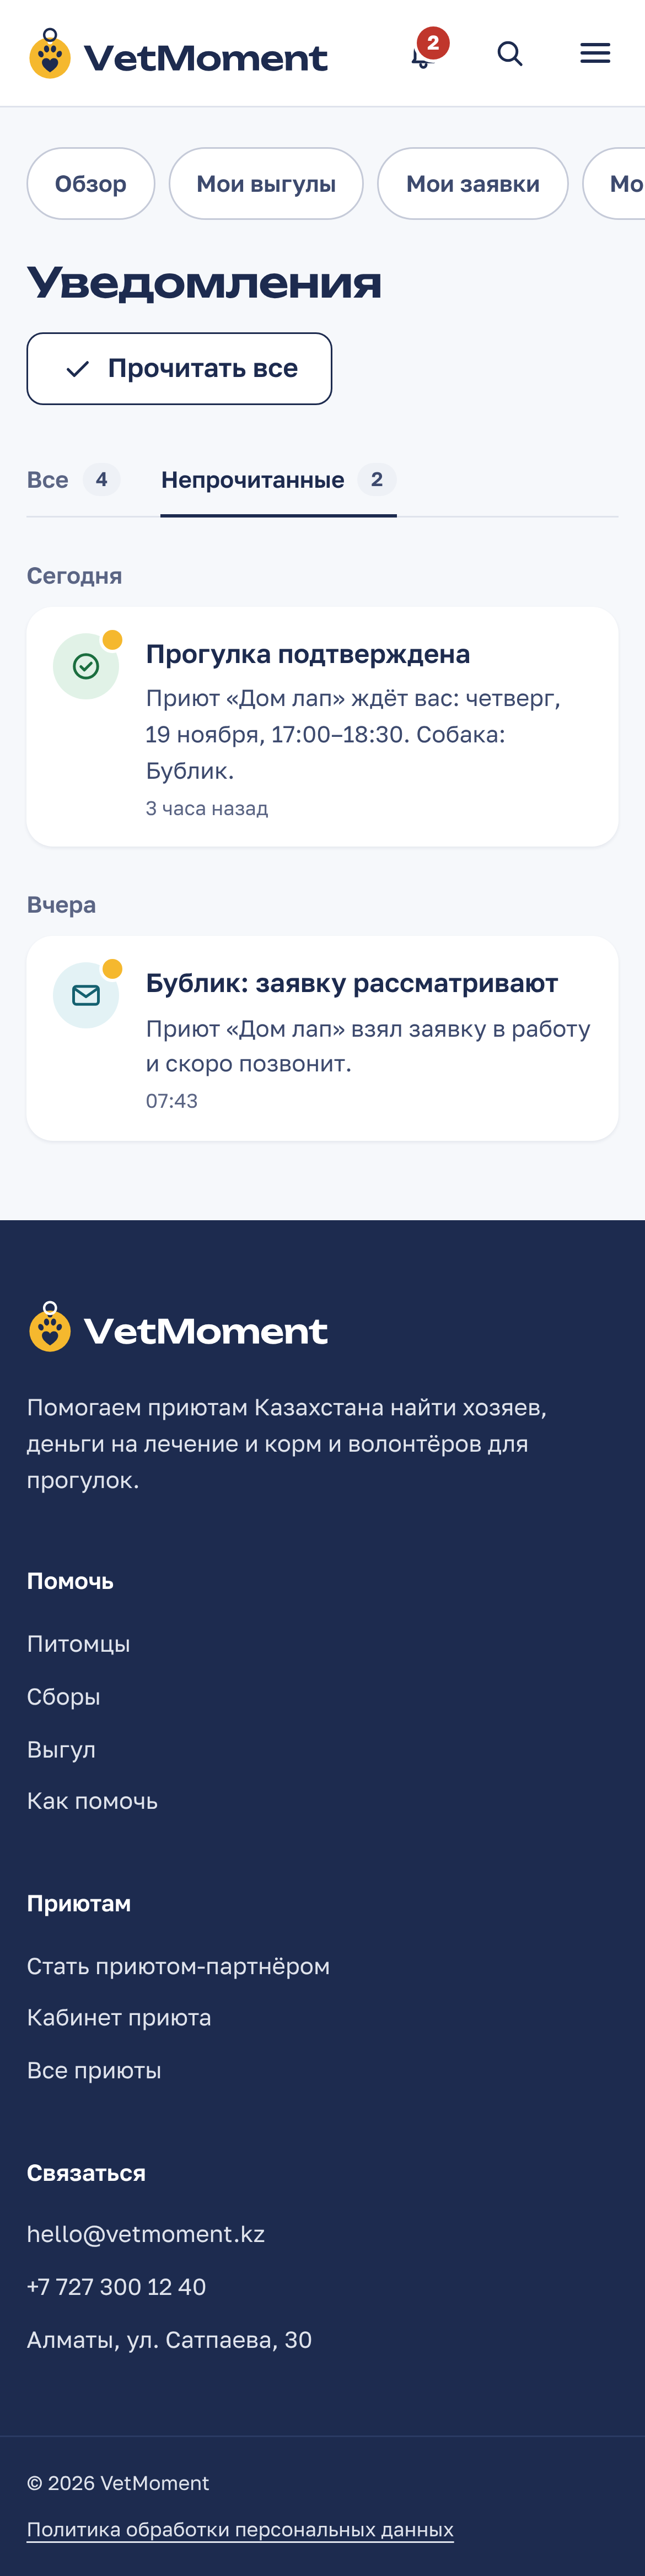 VetMoment
2
Обзор
Мои выгулы
Мои заявки
Мо
Уведомления
Прочитать все
Все 4
Непрочитанные 2
Сегодня
Прогулка подтверждена
Приют «Дом лап» ждёт вас: четверг,
19 ноября, 17:00–18:30. Собака:
Бублик.
3 часа назад
Вчера
Бублик: заявку рассматривают
Приют «Дом лап» взял заявку в работу
и скоро позвонит.
07:43
VetMoment
Помогаем приютам Казахстана найти хозяев,
деньги на лечение и корм и волонтёров для
прогулок.
Помочь
Питомцы
Сборы
Выгул
Как помочь
Приютам
Стать приютом-партнёром
Кабинет приюта
Все приюты
Связаться
hello@vetmoment.kz
+7 727 300 12 40
Алматы, ул. Сатпаева, 30
© 2026 VetMoment
Политика обработки персональных данных